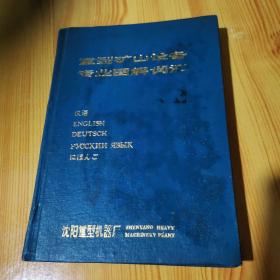 重型矿山设备
专业图解词汇
汉语
ENGLISH
DEUTSCH
РУССКИЙ ЯЗЫК
にほんご
沈阳重型机器厂 SHENYANG HEAVY
MACHINERY PLANT